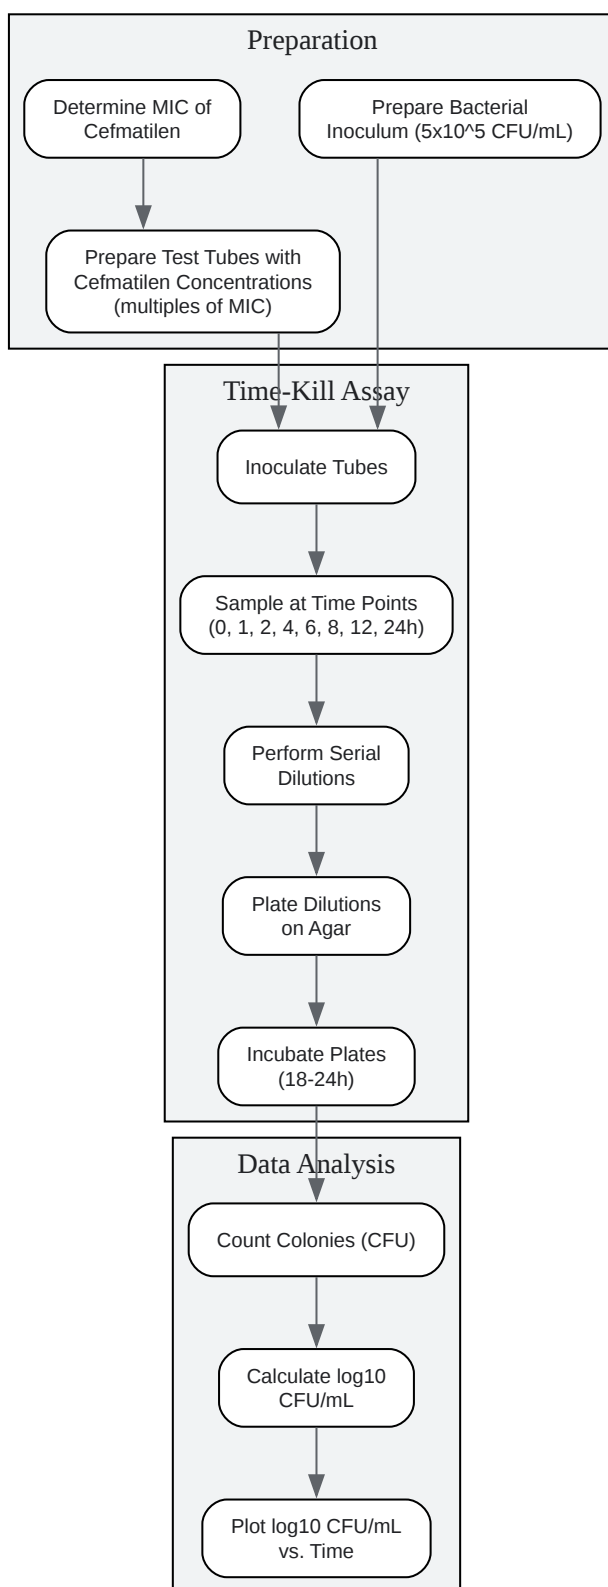 Preparation
Determine MIC of
Cefmatilen
Prepare Bacterial
Inoculum (5x10^5 CFU/mL)
Prepare Test Tubes with
Cefmatilen Concentrations
(multiples of MIC)
Time-Kill Assay
Inoculate Tubes
Sample at Time Points
(0, 1, 2, 4, 6, 8, 12, 24h)
Perform Serial
Dilutions
Plate Dilutions
on Agar
Incubate Plates
(18-24h)
Data Analysis
Count Colonies (CFU)
Calculate log10
CFU/mL
Plot log10 CFU/mL
vs. Time